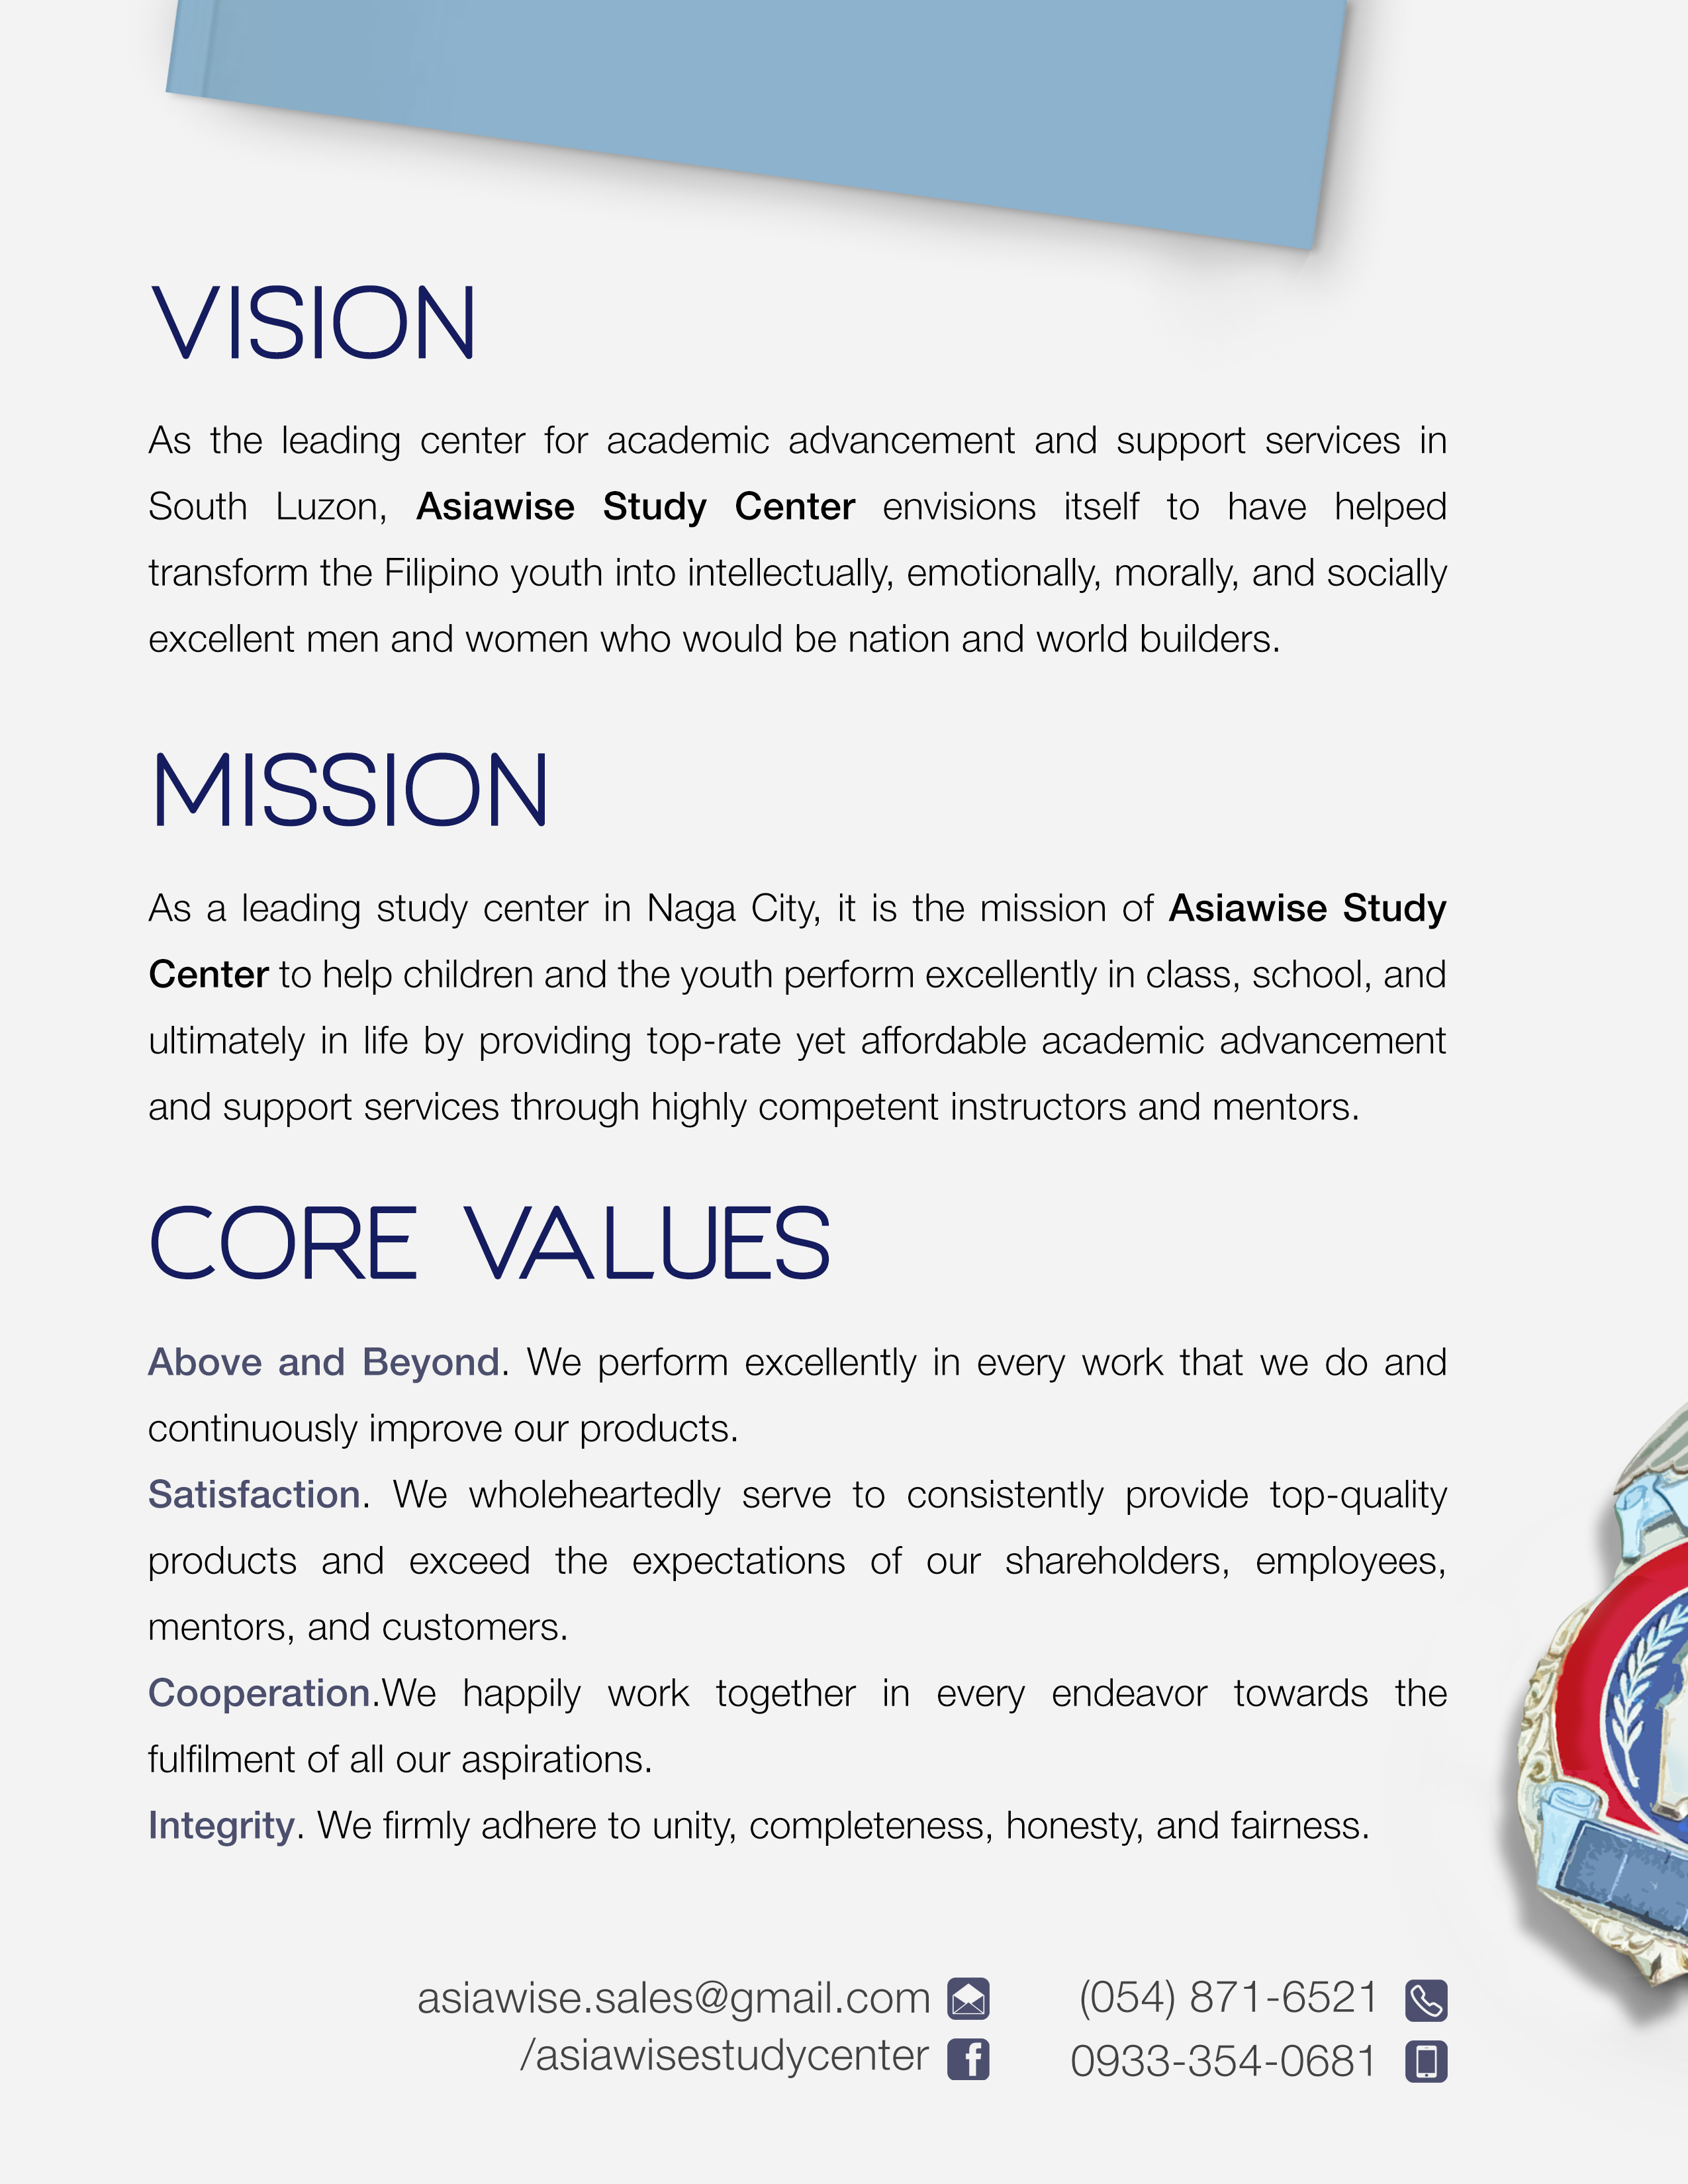 VISION
As the leading center for academic advancement and support services in
South Luzon, Asiawise Study Center envisions itself to have helped
transform the Filipino youth into intellectually, emotionally, morally, and socially
excellent men and women who would be nation and world builders.
MISSION
As a leading study center in Naga City, it is the mission of Asiawise Study
Center to help children and the youth perform excellently in class, school, and
ultimately in life by providing top-rate yet affordable academic advancement
and support services through highly competent instructors and mentors.
CORE VALUES
Above and Beyond. We perform excellently in every work that we do and
continuously improve our products.
Satisfaction. We wholeheartedly serve to consistently provide top-quality
products and exceed the expectations of our shareholders, employees,
mentors, and customers.
Cooperation.We happily work together in every endeavor towards the
fulfilment of all our aspirations.
Integrity. We firmly adhere to unity, completeness, honesty, and fairness.
asiawise.sales@gmail.com (054) 871-6521
/asiawisestudycenter 0933-354-0681